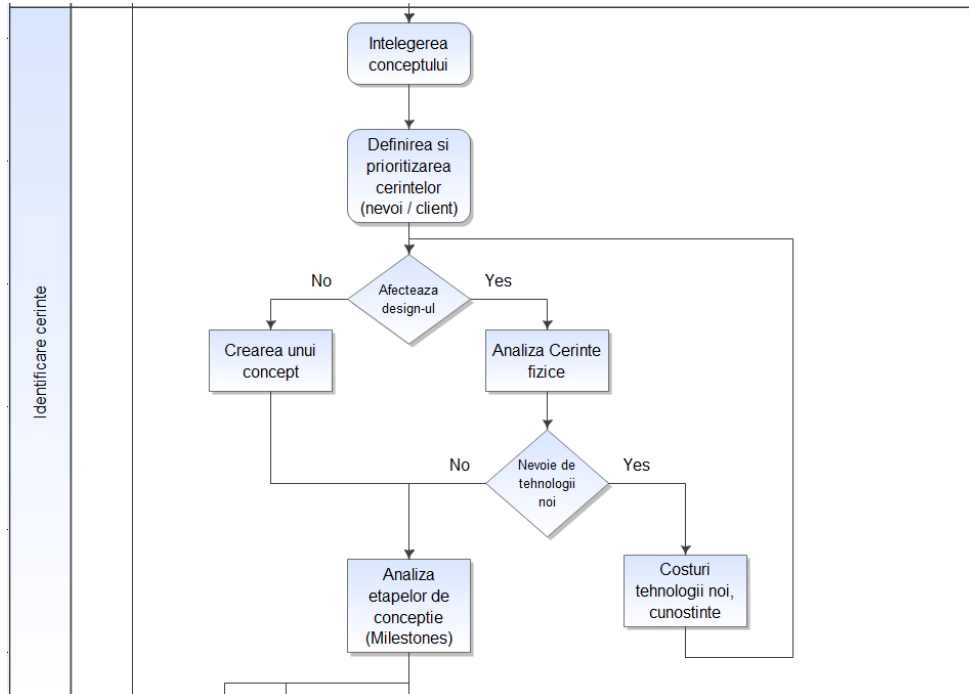 Identificare cerinte
Intelegerea
conceptului
Definirea si
prioritizarea
cerintelor
(nevoi / client)
No
Yes
Afecteaza
design-ul
Crearea unui
concept
Analiza Cerinte
fizice
No
Yes
Nevoie de
tehnologii
noi
Analiza
etapelor de
conceptie
(Milestones)
Costuri
tehnologii noi,
cunostinte